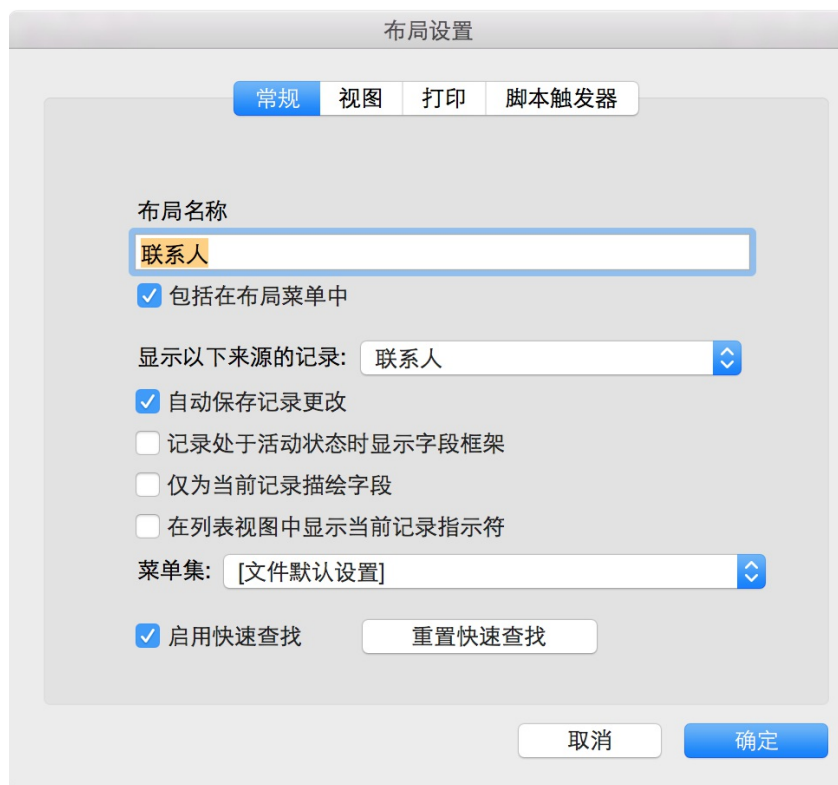 布局设置
常规 视图 打印 脚本触发器
布局名称
联系人
包括在布局菜单中
显示以下来源的记录: 联系人
自动保存记录更改
记录处于活动状态时显示字段框架
仅为当前记录描绘字段
在列表视图中显示当前记录指示符
菜单集: [文件默认设置]
启用快速查找 重置快速查找
取消 确定